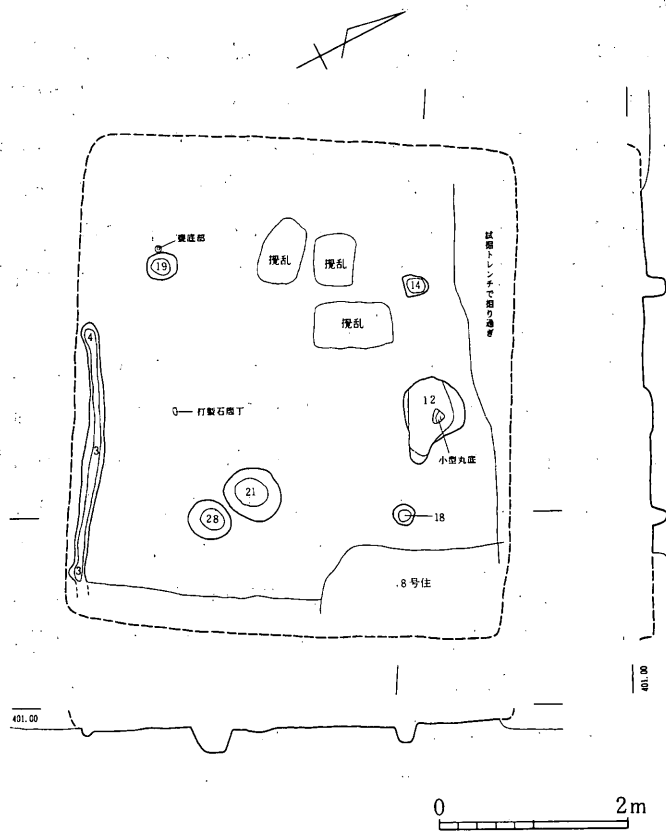 甕底部
19
攪乱
攪乱
14
試掘トレンチで掘り過ぎ
攪乱
4
打製石庖丁
12
3
小型丸底
21
28
18
3
8号住
401.00
401.00
0
2m